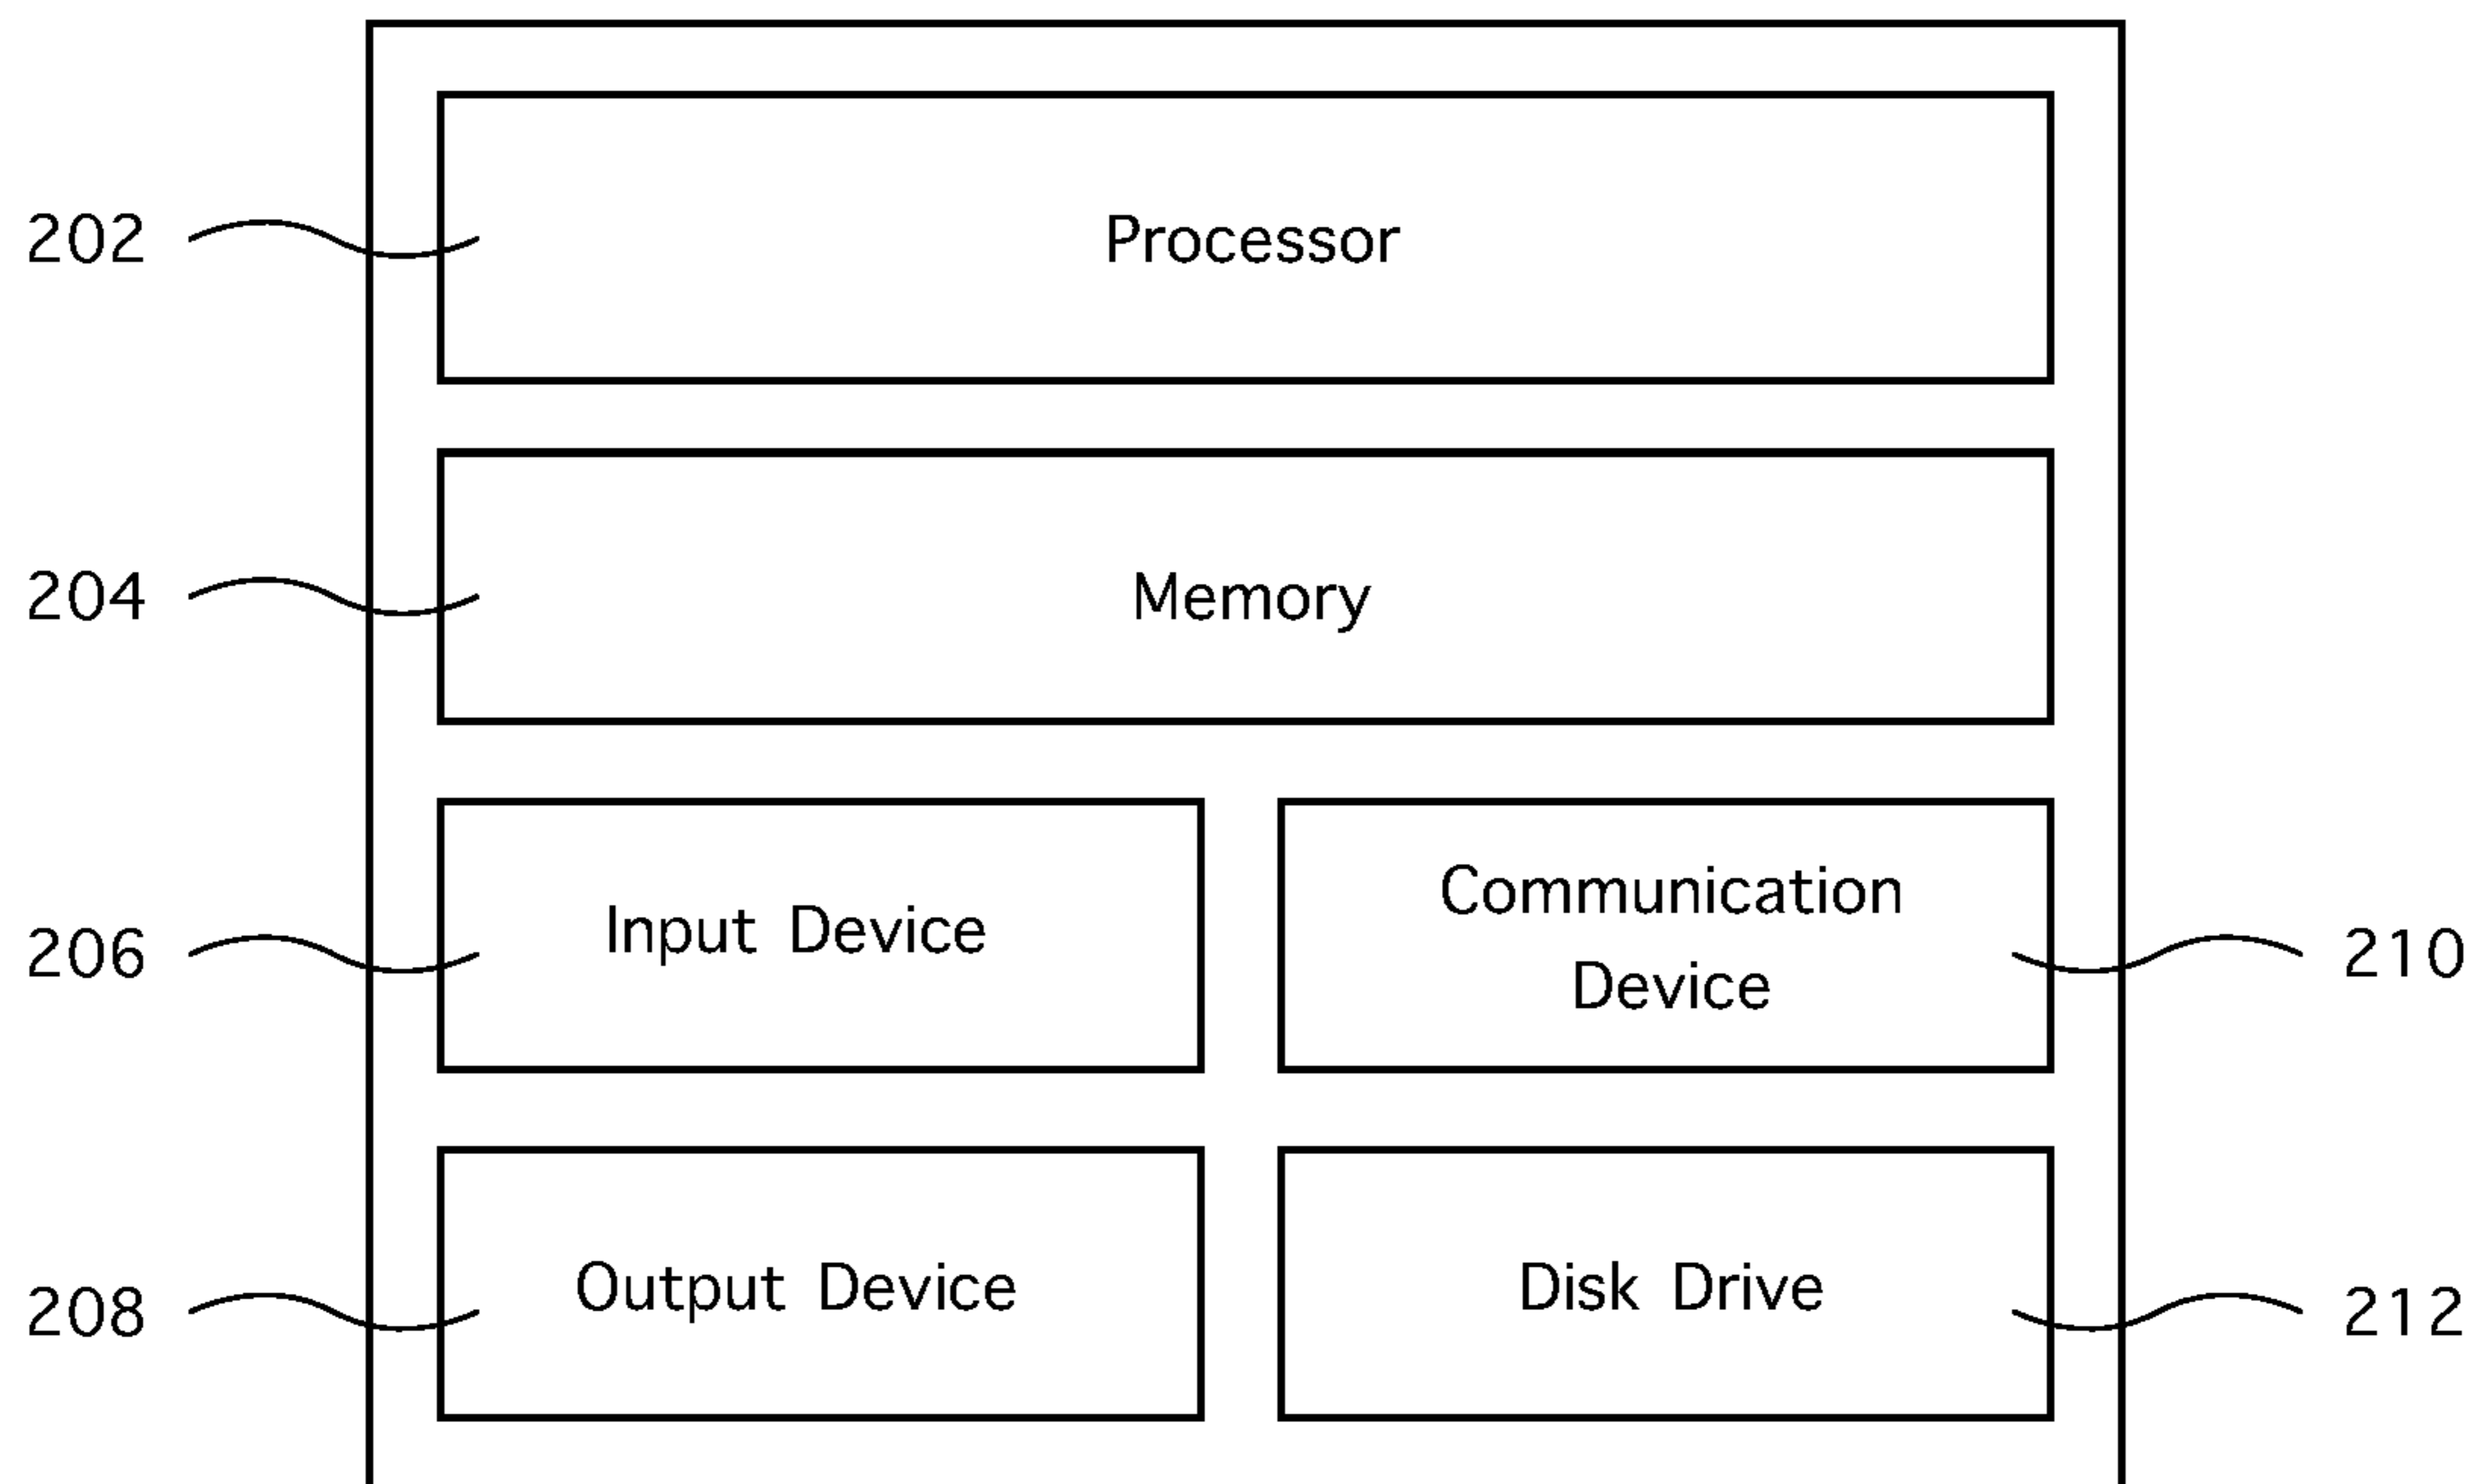 202
Processor
204
Memory
206
Input Device
Communication
Device
210
208
Output Device
Disk Drive
212